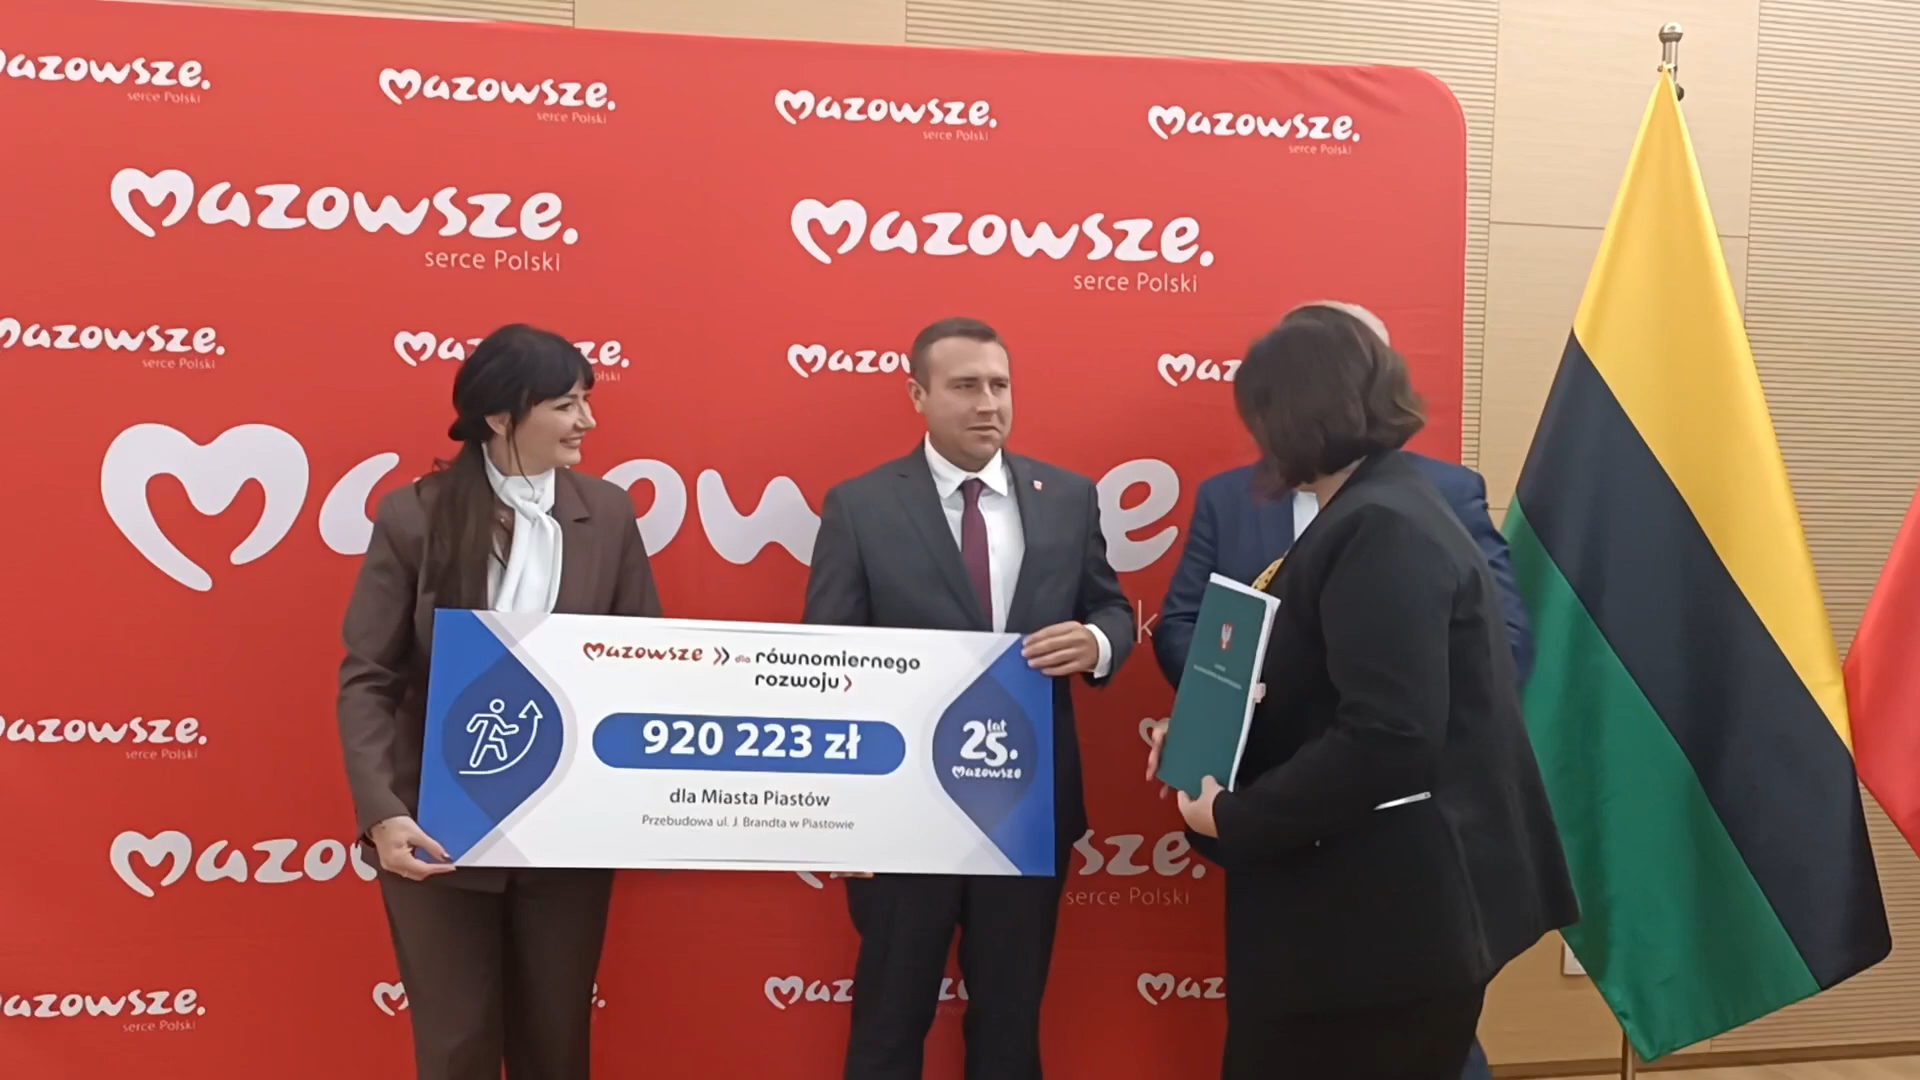 mazowsze.
serce Polski
mazowsze.
serce Polski
mazowsze.
serce Polski
mazowsze.
serce Polski
mazowsze.
serce Polski
mazowsze.
serce Polski
mazowsze.
serce Polski
mazowsze dla równomiernego
rozwoju
920 223 zł
dla Miasta Piastów
Przebudowa ul. J. Brandta w Piastowie
25 lat
mazowsze
mazowsze.
serce Polski
mazowsze.
serce Polski
serce Polski